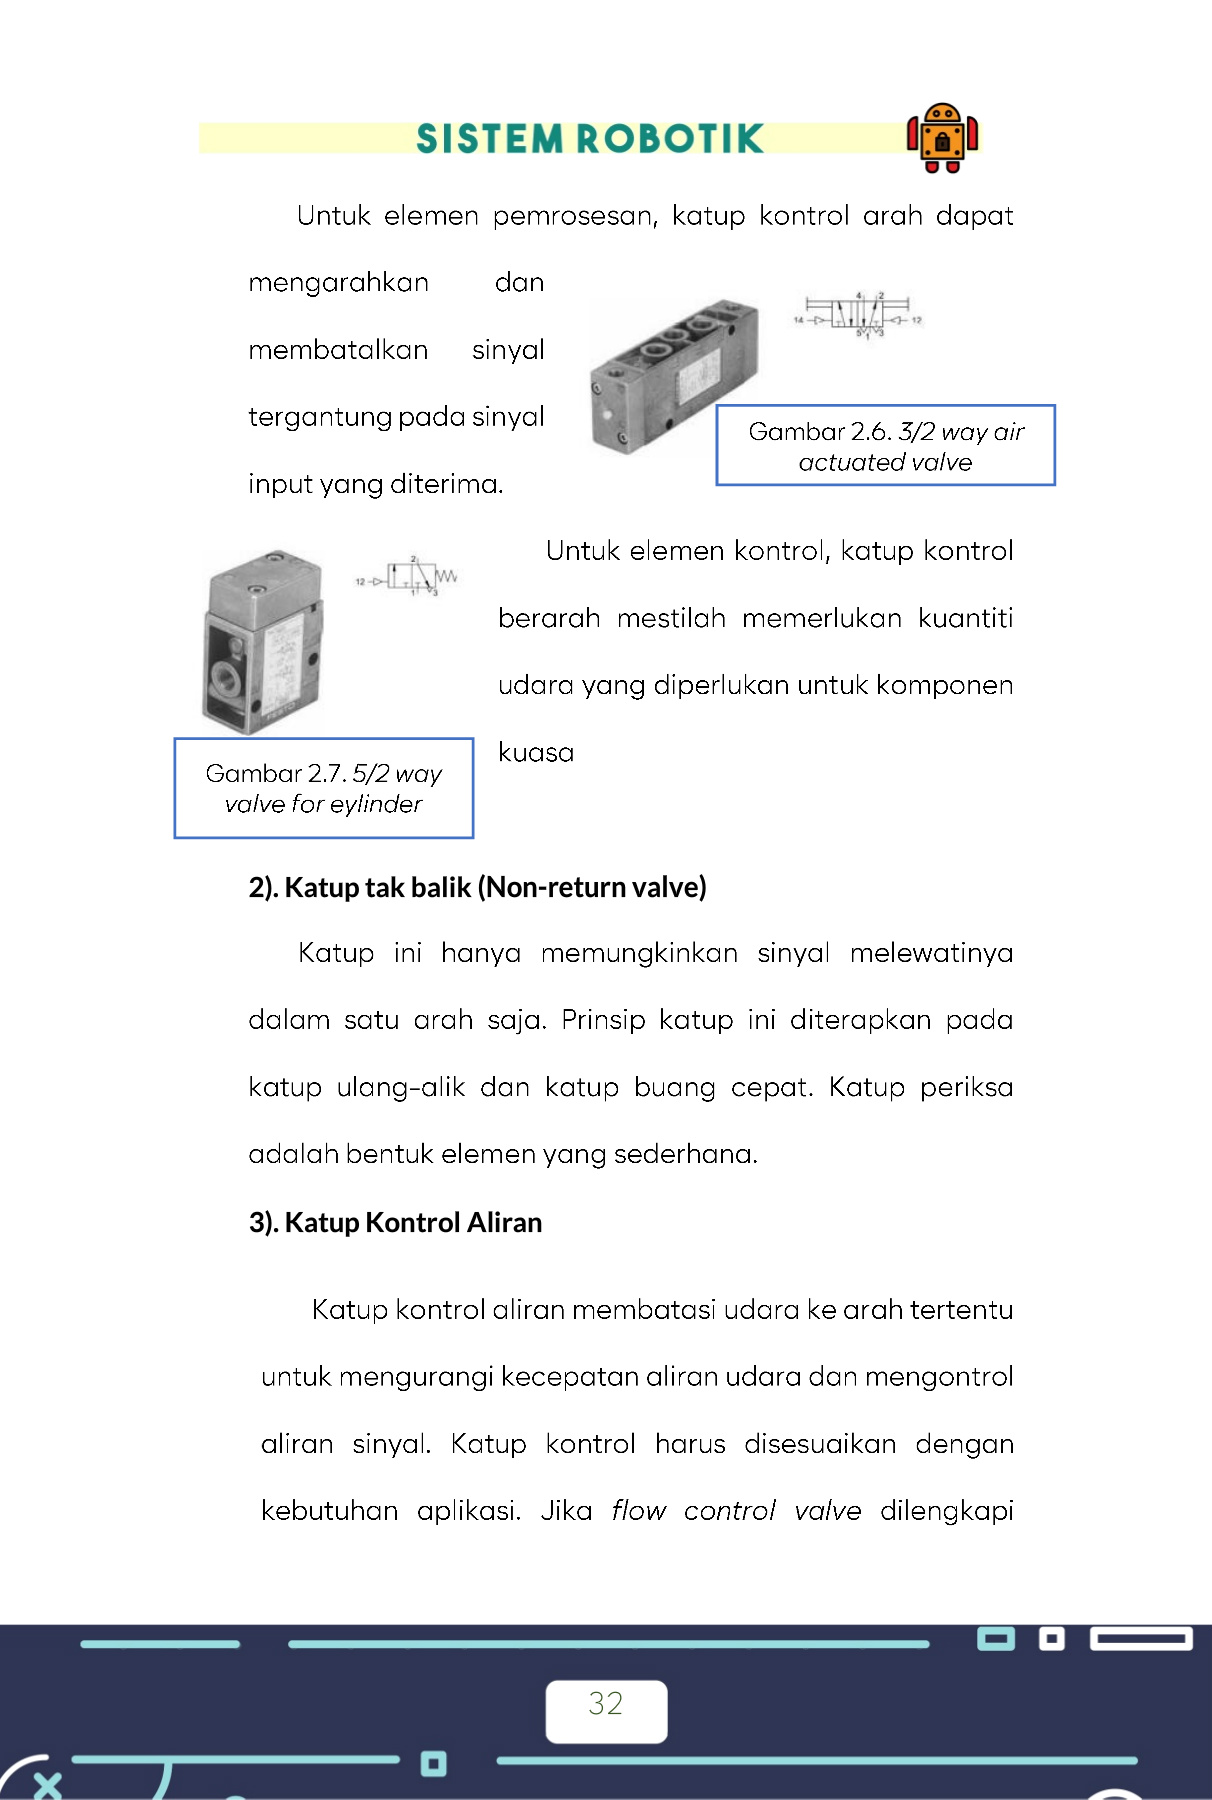 SISTEM ROBOTIK
Untuk elemen pemrosesan, katup kontrol arah dapat
mengarahkan dan
membatalkan sinyal
tergantung pada sinyal
input yang diterima.
4 2
14 12
5 1 3
Gambar 2.6. 3/2 way air
actuated valve
Untuk elemen kontrol, katup kontrol
berarah mestilah memerlukan kuantiti
udara yang diperlukan untuk komponen
kuasa
2
12
1 3
FESTO
Gambar 2.7. 5/2 way
valve for eylinder
2). Katup tak balik (Non-return valve)
Katup ini hanya memungkinkan sinyal melewatinya
dalam satu arah saja. Prinsip katup ini diterapkan pada
katup ulang-alik dan katup buang cepat. Katup periksa
adalah bentuk elemen yang sederhana.
3). Katup Kontrol Aliran
Katup kontrol aliran membatasi udara ke arah tertentu
untuk mengurangi kecepatan aliran udara dan mengontrol
aliran sinyal. Katup kontrol harus disesuaikan dengan
kebutuhan aplikasi. Jika flow control valve dilengkapi
32